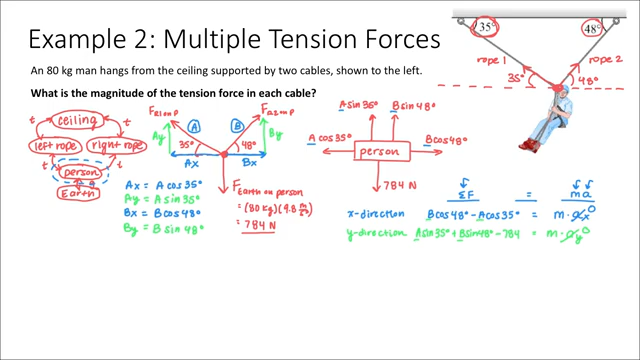 Example 2: Multiple Tension Forces
An 80 kg man hangs from the ceiling supported by two cables, shown to the left.
What is the magnitude of the tension force in each cable?
35°
48°
rope 1
rope 2
35°
48°
ceiling
t
t
left rope
right rope
t
t
person
g
Earth
F R1 on P
F R2 on P
A
B
Ay
By
35°
48°
Ax
Bx
F Earth on person
= (80 kg)(9.8 m/s²)
= 784 N
Ax = A cos 35°
Ay = A sin 35°
Bx = B cos 48°
By = B sin 48°
A sin 35°
B sin 48°
A cos 35°
B cos 48°
person
784 N
ΣF = m a
x-direction B cos 48° - A cos 35° = m · ax 0
y-direction A sin 35° + B sin 48° - 784 = m · ay 0